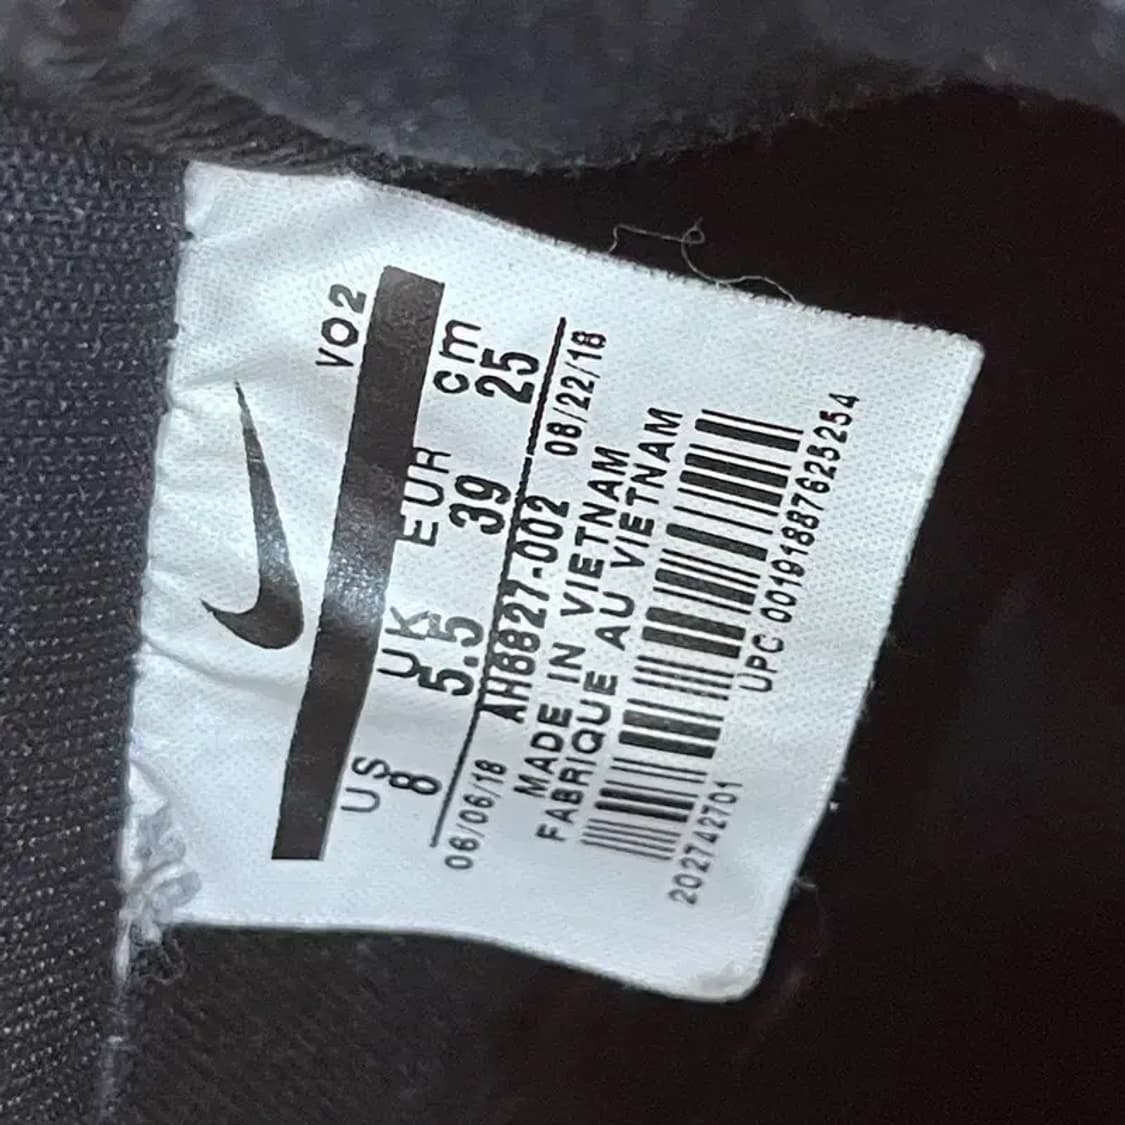 VO2
US UK EUR cm
8 5.5 39 25
06/06/18 AH8827-002 08/22/18
MADE IN VIETNAM
FABRIQUE AU VIETNAM
202742701 UPC 00191887625254